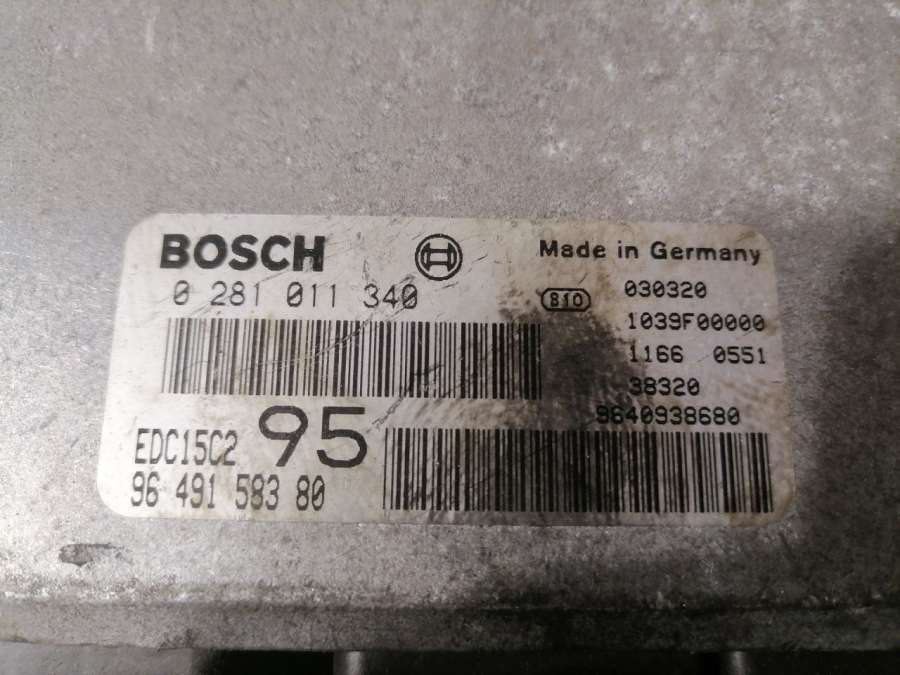 BOSCH
Made in Germany
0 281 011 340
810
030320
1039F00000
1166 0551
38320
9640938680
EDC15C2 95
96 491 583 80